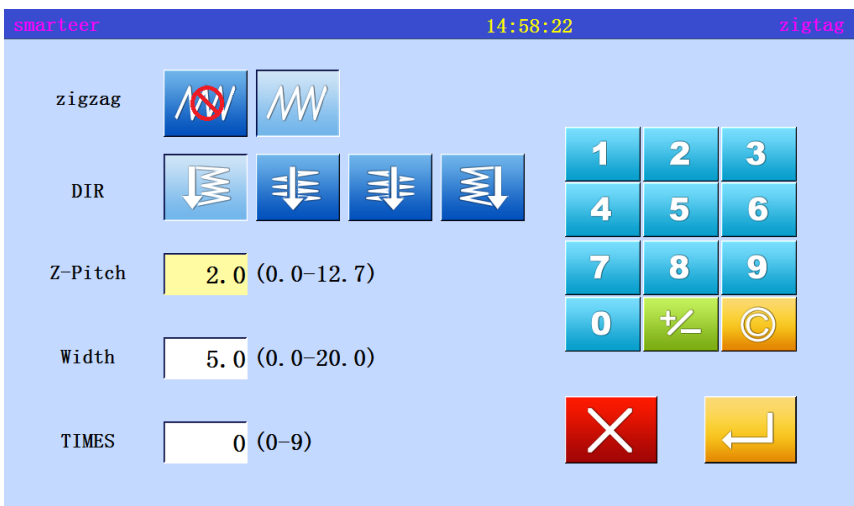 smarteer 14:58:22 zigtag
zigzag
DIR
Z-Pitch 2.0 (0.0-12.7)
Width 5.0 (0.0-20.0)
TIMES 0 (0-9)
1 2 3
4 5 6
7 8 9
0 +/- ©